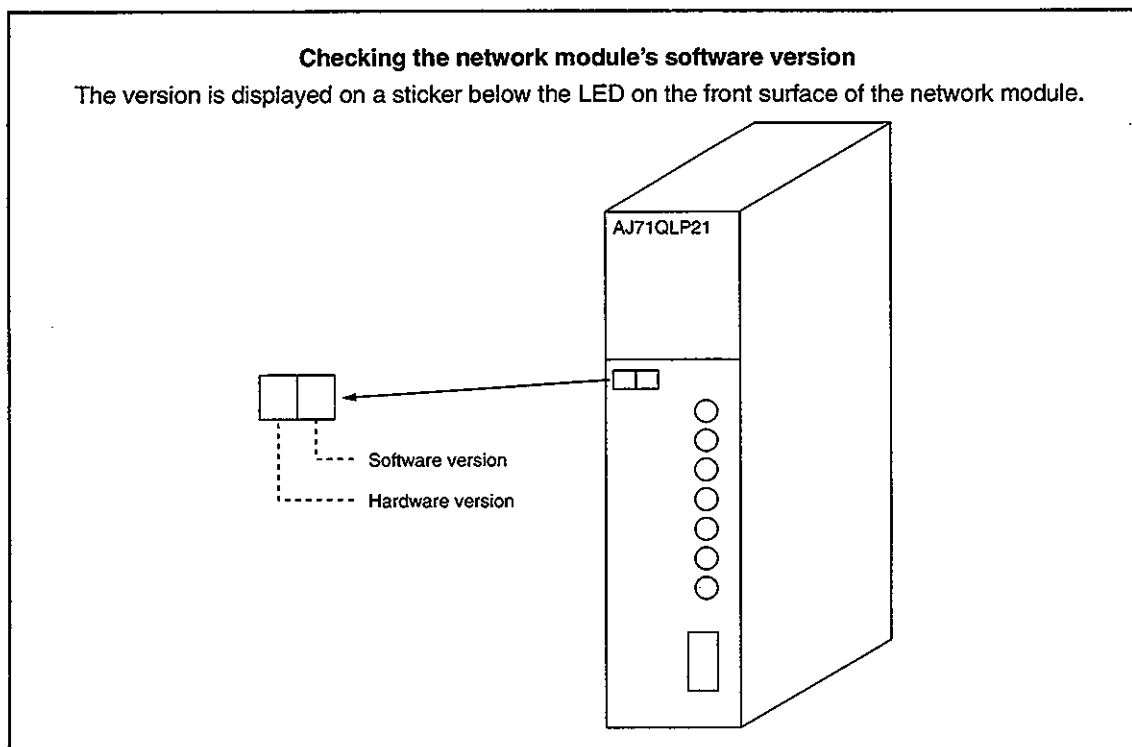 Checking the network module's software version
The version is displayed on a sticker below the LED on the front surface of the network module.
AJ71QLP21
Software version
Hardware version